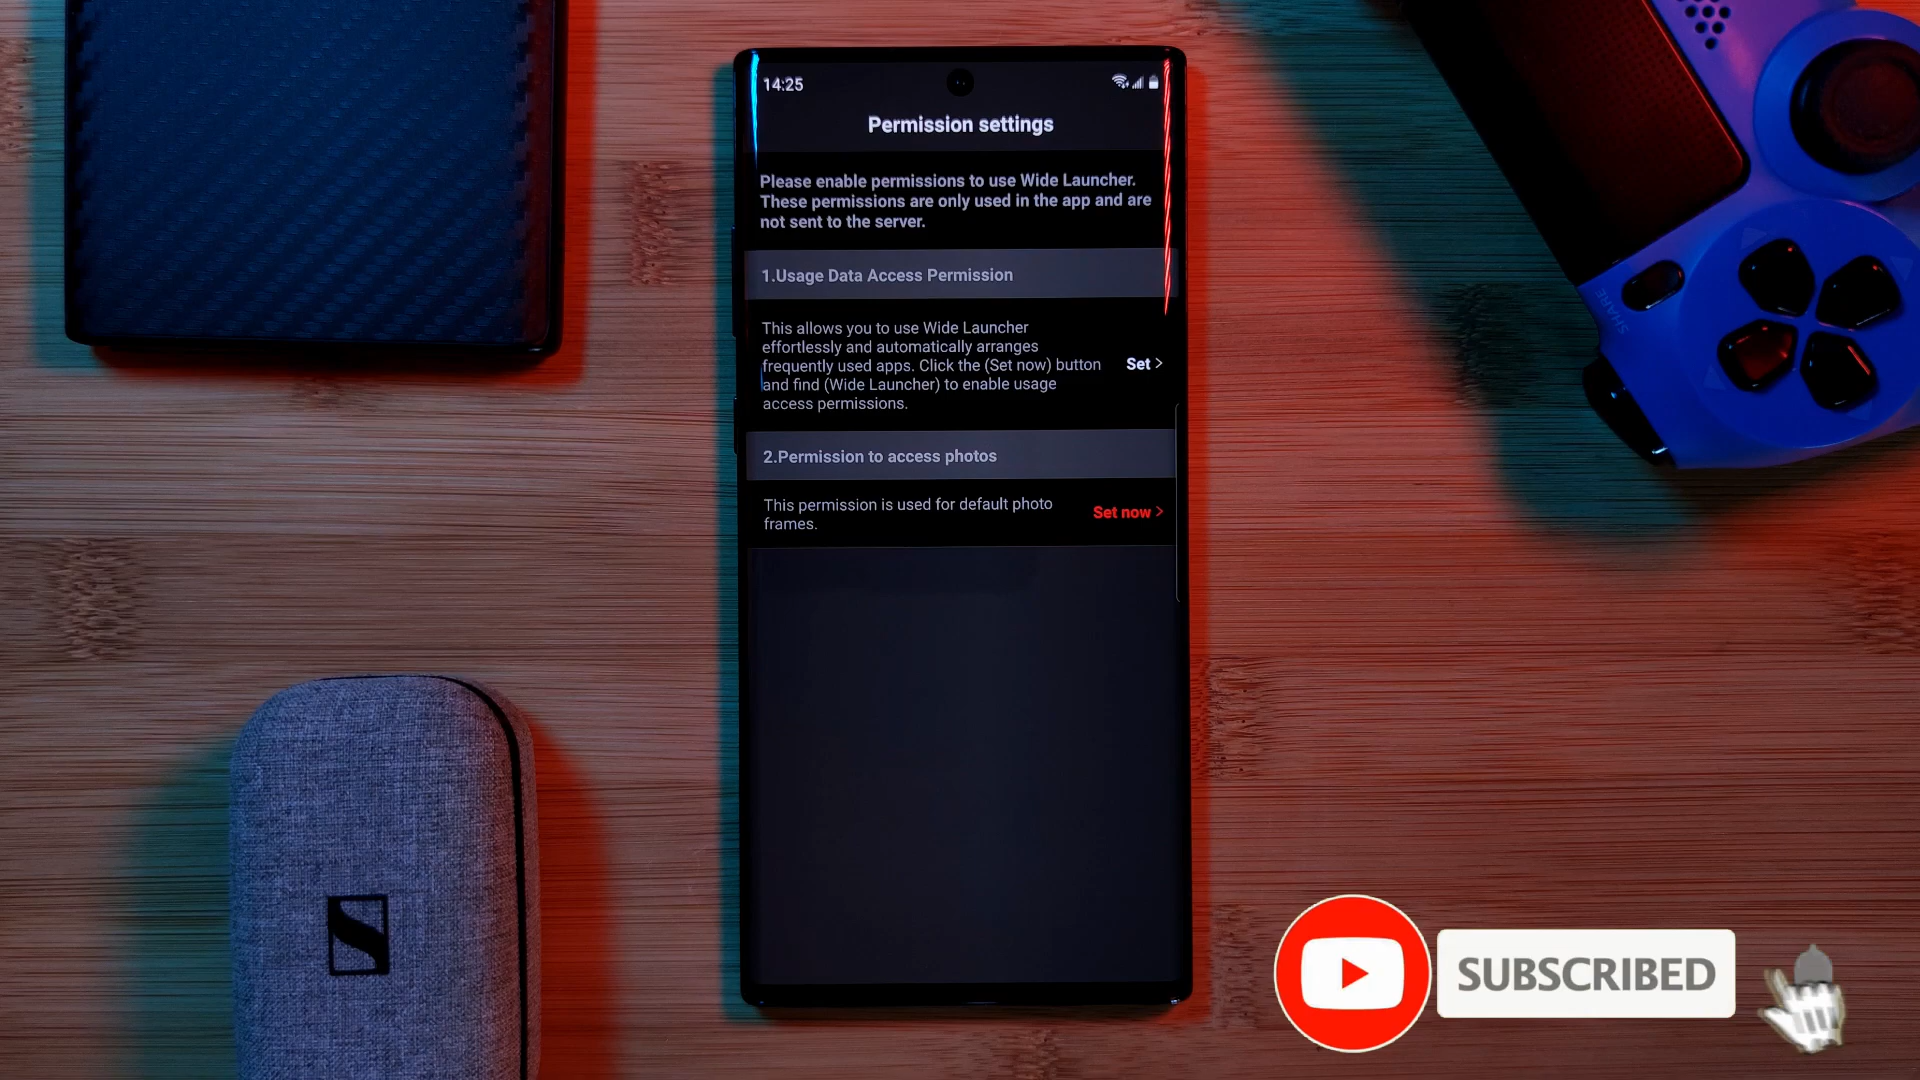 14:25
Permission settings
Please enable permissions to use Wide Launcher.
These permissions are only used in the app and are
not sent to the server.
1.Usage Data Access Permission
This allows you to use Wide Launcher
effortlessly and automatically arranges
frequently used apps. Click the (Set now) button
and find (Wide Launcher) to enable usage
access permissions.
Set >
2.Permission to access photos
This permission is used for default photo
frames.
Set now >
SHARE
SUBSCRIBED